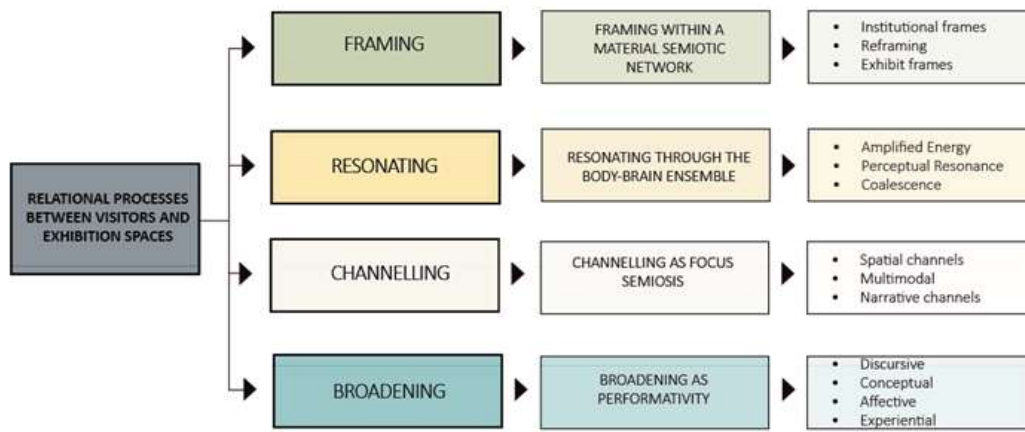 RELATIONAL PROCESSES
BETWEEN VISITORS AND
EXHIBITION SPACES
FRAMING
FRAMING WITHIN A
MATERIAL SEMIOTIC
NETWORK
• Institutional frames
• Reframing
• Exhibit frames
RESONATING
RESONATING THROUGH THE
BODY-BRAIN ENSEMBLE
• Amplified Energy
• Perceptual Resonance
• Coalescence
CHANNELLING
CHANNELLING AS FOCUS
SEMIOSIS
• Spatial channels
• Multimodal
• Narrative channels
BROADENING
BROADENING AS
PERFORMATIVITY
• Discursive
• Conceptual
• Affective
• Experiential